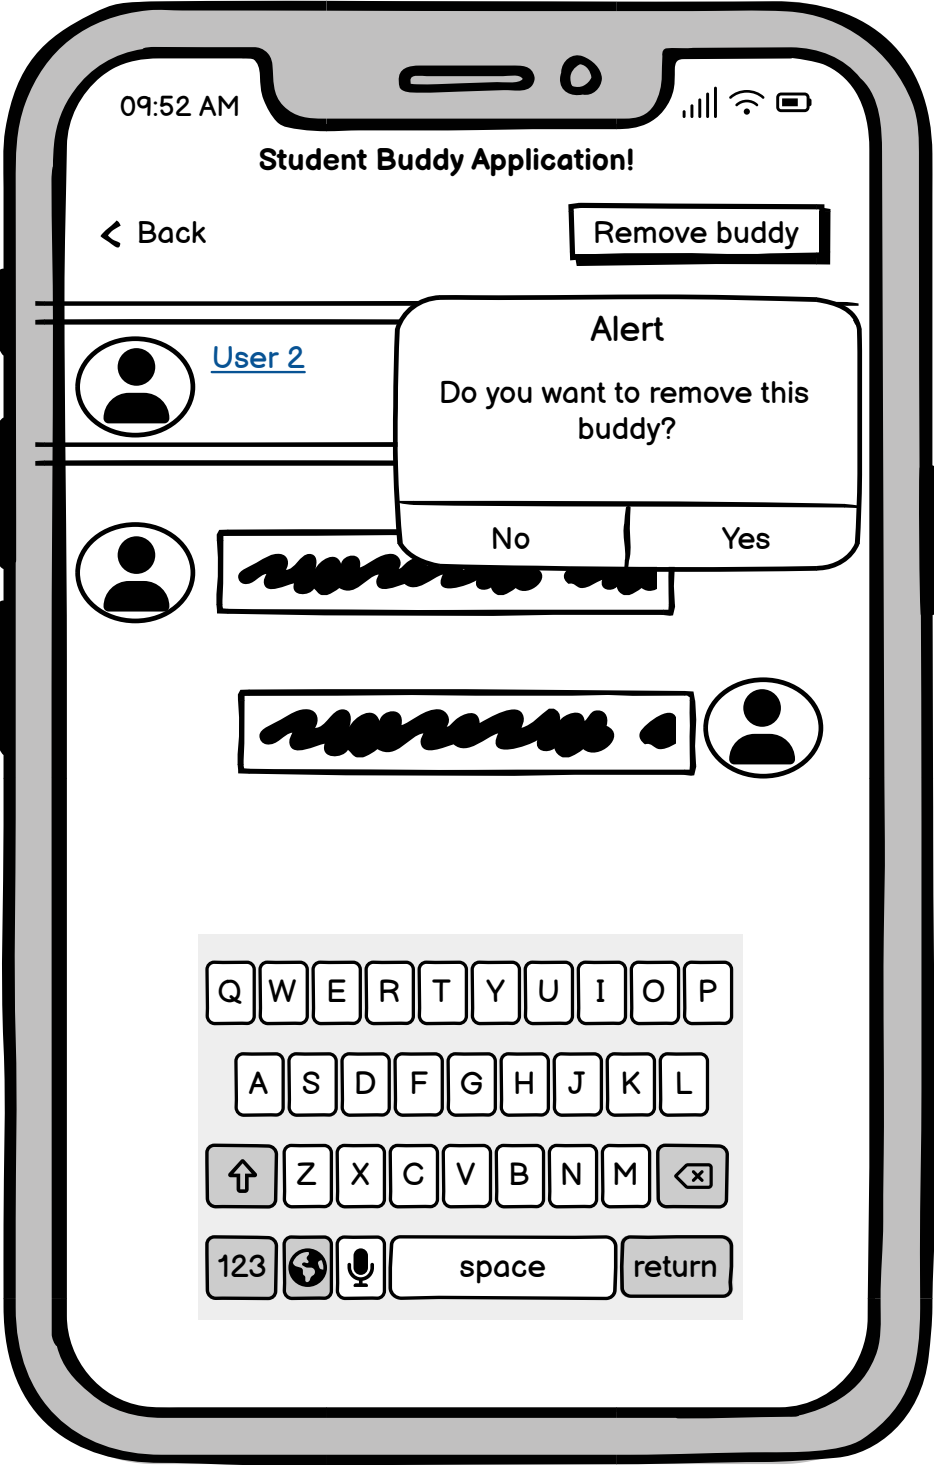 09:52 AM
Student Buddy Application!
Back
Remove buddy
Alert
User 2
Do you want to remove this
buddy?
No Yes
Q W E R T Y U I O P
A S D F G H J K L
Z X C V B N M
123 space return